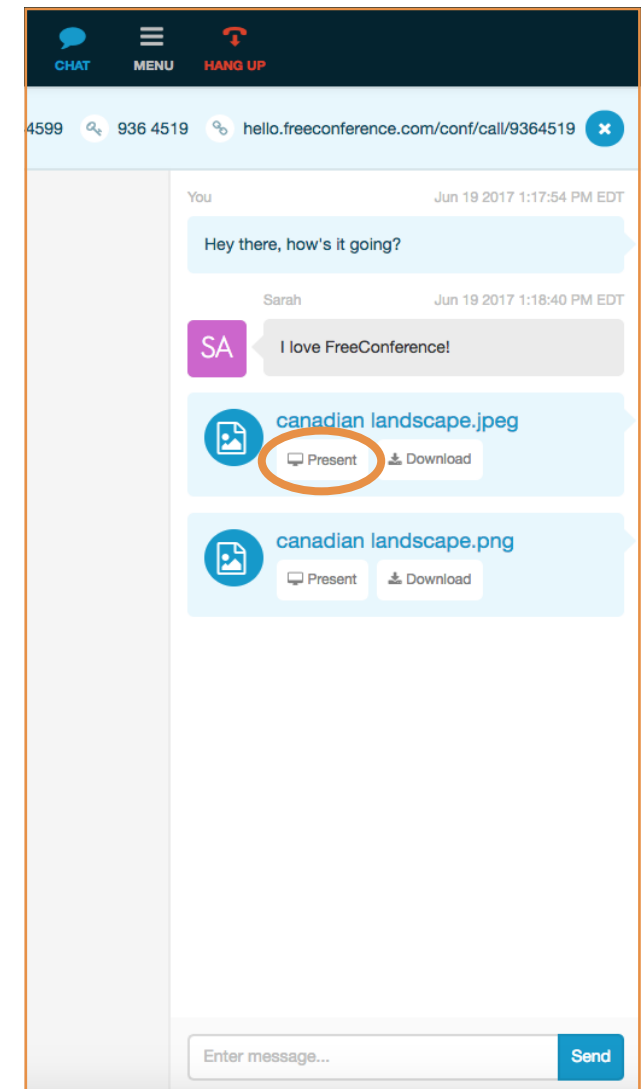 CHAT MENU HANG UP
4599 936 4519 hello.freeconference.com/conf/call/9364519
You Jun 19 2017 1:17:54 PM EDT
Hey there, how's it going?
Sarah Jun 19 2017 1:18:40 PM EDT
SA I love FreeConference!
canadian landscape.jpeg
Present Download
canadian landscape.png
Present Download
Enter message... Send